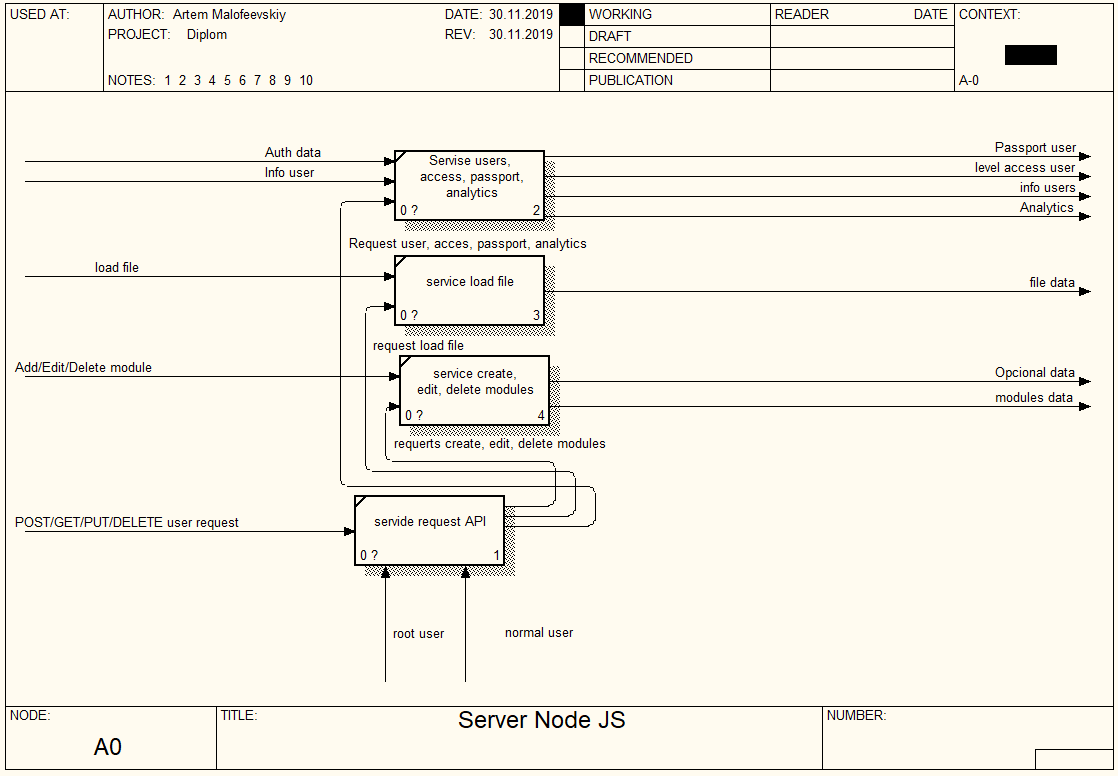 USED AT:
AUTHOR: Artem Malofeevskiy
DATE: 30.11.2019
PROJECT: Diplom
REV: 30.11.2019
NOTES: 1 2 3 4 5 6 7 8 9 10
WORKING
DRAFT
RECOMMENDED
PUBLICATION
READER
DATE
CONTEXT:
A-0
Auth data
Info user
Servise users,
access, passport,
analytics
0 ?
2
Passport user
level access user
info users
Analytics
Request user, acces, passport, analytics
load file
service load file
0 ?
3
file data
request load file
Add/Edit/Delete module
service create,
edit, delete modules
0 ?
4
Opcional data
modules data
requerts create, edit, delete modules
POST/GET/PUT/DELETE user request
servide request API
0 ?
1
root user
normal user
NODE:
A0
TITLE:
Server Node JS
NUMBER: